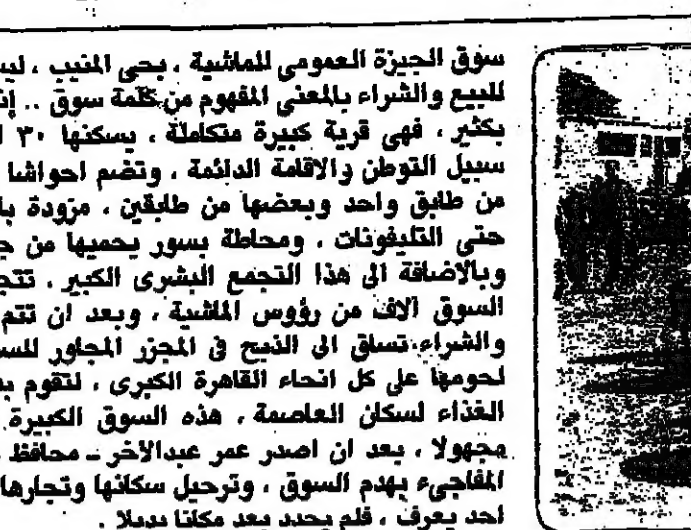 سوق الجيزة العمومى للماشية ، بحى المنيب ، ليس
للبيع والشراء بالمعنى المفهوم من كلمة سوق .. إن
بكثير ، فهى قرية كبيرة متكاملة ، يسكنها ٣٠ ا
سبيل التوطن والاقامة الدائمة ، وتضم احواشا
من طابق واحد وبعضها من طابقين ، مزودة با
حتى التليفونات ، ومحاطة بسور يحميها من ج
وبالاضافة الى هذا التجمع البشرى الكبير . تتج
السوق آلاف من رؤوس الماشية ، وبعد ان تتم
والشراء تساق الى الذبح فى المجزر المجاور للسـ
لحومها على كل انحاء القاهرة الكبرى ، لتقوم بد
الغذاء لسكان العاصمة ، هذه السوق الكبيرة
مجهولا ، بعد ان اصدر عمر عبدالآخر ـ محافظ
المفاجىء بهدم السوق ، وترحيل سكانها وتجارها
احد يعرف ، فلم يحدد بعد مكانا بديلا .